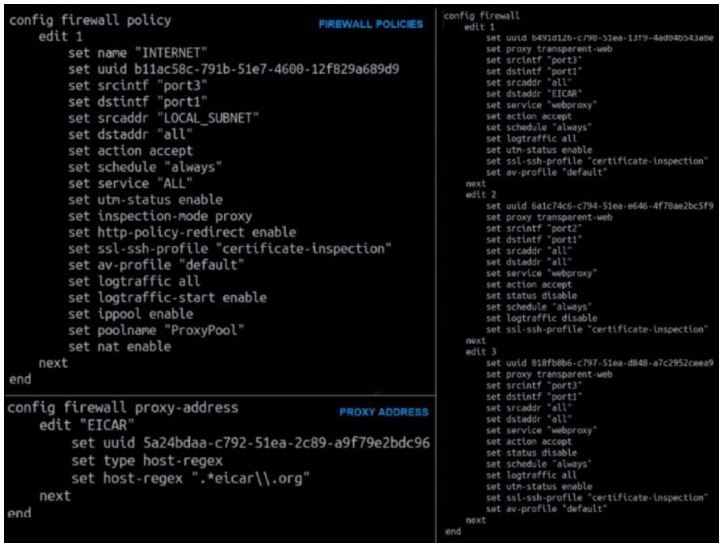 config firewall policy
FIREWALL POLICIES
edit 1
set name "INTERNET"
set uuid b11ac58c-791b-51e7-4600-12f829a689d9
set srcintf "port3"
set dstintf "port1"
set srcaddr "LOCAL_SUBNET"
set dstaddr "all"
set action accept
set schedule "always"
set service "ALL"
set utm-status enable
set inspection-mode proxy
set http-policy-redirect enable
set ssl-ssh-profile "certificate-inspection"
set av-profile "default"
set logtraffic all
set logtraffic-start enable
set ippool enable
set poolname "ProxyPool"
set nat enable
next
end
config firewall proxy-address
PROXY ADDRESS
edit "EICAR"
set uuid 5a24bdaa-c792-51ea-2c89-a9f79e2bdc96
set type host-regex
set host-regex ".*eicar\\.org"
next
end
config firewall
edit 1
set uuid 6491d126-c790-51ea-13f9-4ad04b543a8e
set proxy transparent-web
set srcintf "port3"
set dstintf "port1"
set srcaddr "all"
set dstaddr "EICAR"
set service "webproxy"
set action accept
set schedule "always"
set logtraffic all
set utm-status enable
set ssl-ssh-profile "certificate-inspection"
set av-profile "default"
next
edit 2
set uuid 6a1c74c6-c794-51ea-e646-4f70ae2bc5f9
set proxy transparent-web
set srcintf "port2"
set dstintf "port1"
set srcaddr "all"
set dstaddr "all"
set service "webproxy"
set action accept
set status disable
set schedule "always"
set logtraffic disable
set ssl-ssh-profile "certificate-inspection"
next
edit 3
set uuid 818fb8b6-c797-51ea-d848-a7c2952ceea9
set proxy transparent-web
set srcintf "port3"
set dstintf "port1"
set srcaddr "all"
set dstaddr "all"
set service "webproxy"
set action accept
set status disable
set schedule "always"
set logtraffic all
set utm-status enable
set ssl-ssh-profile "certificate-inspection"
set av-profile "default"
next
end